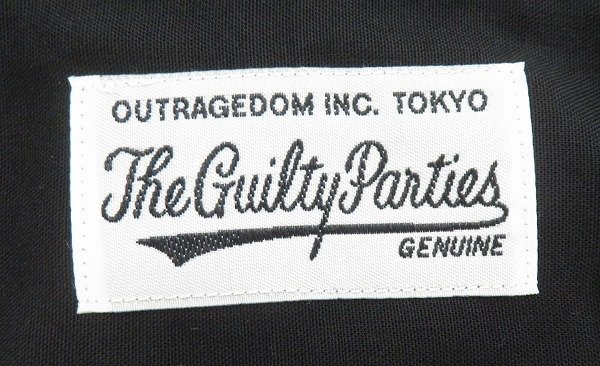 OUTRAGEDOM INC. TOKYO
The Guilty Parties
GENUINE